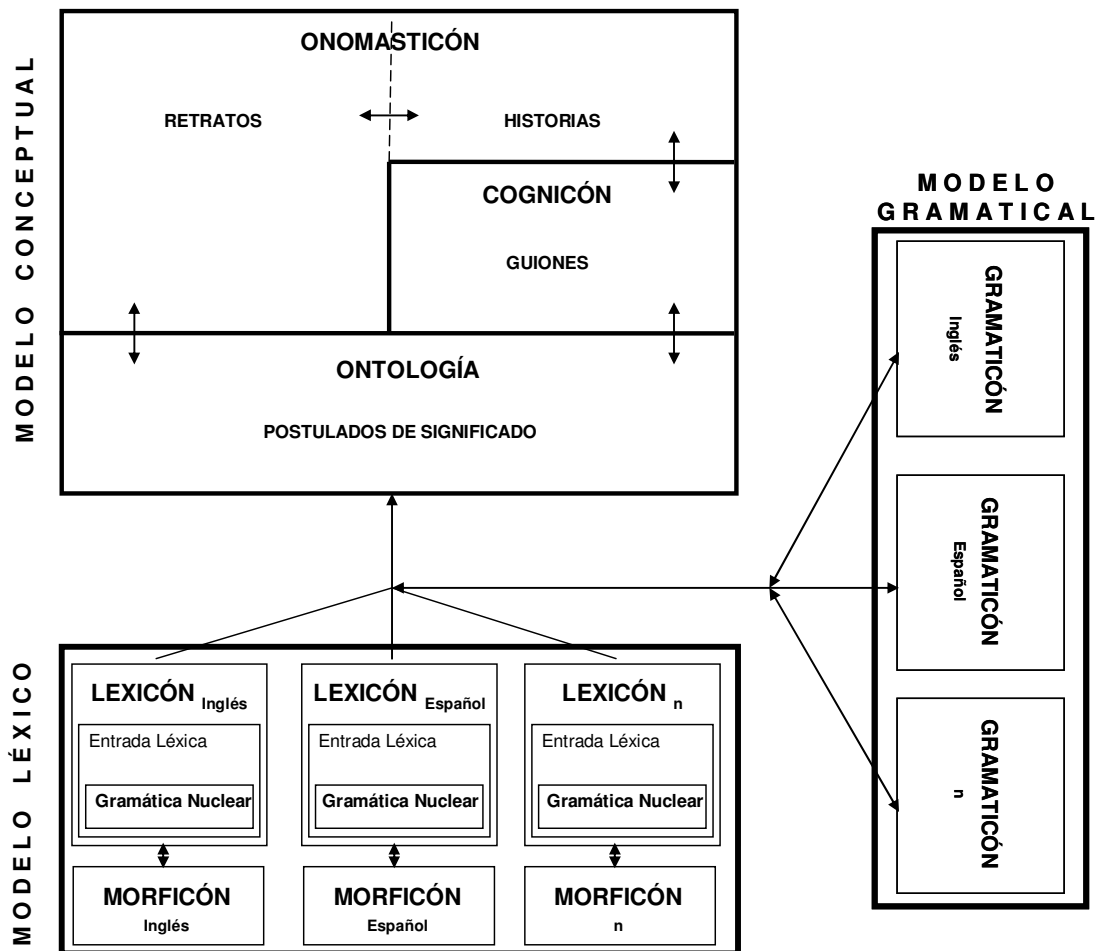 MODELO CONCEPTUAL
ONOMASTICÓN
RETRATOS
HISTORIAS
COGNICÓN
GUIONES
ONTOLOGÍA
POSTULADOS DE SIGNIFICADO
MODELO
GRAMATICAL
GRAMATICÓN
Inglés
GRAMATICÓN
Español
GRAMATICÓN
n
MODELO LÉXICO
LEXICÓN Inglés
Entrada Léxica
Gramática Nuclear
MORFICÓN
Inglés
LEXICÓN Español
Entrada Léxica
Gramática Nuclear
MORFICÓN
Español
LEXICÓN n
Entrada Léxica
Gramática Nuclear
MORFICÓN
n